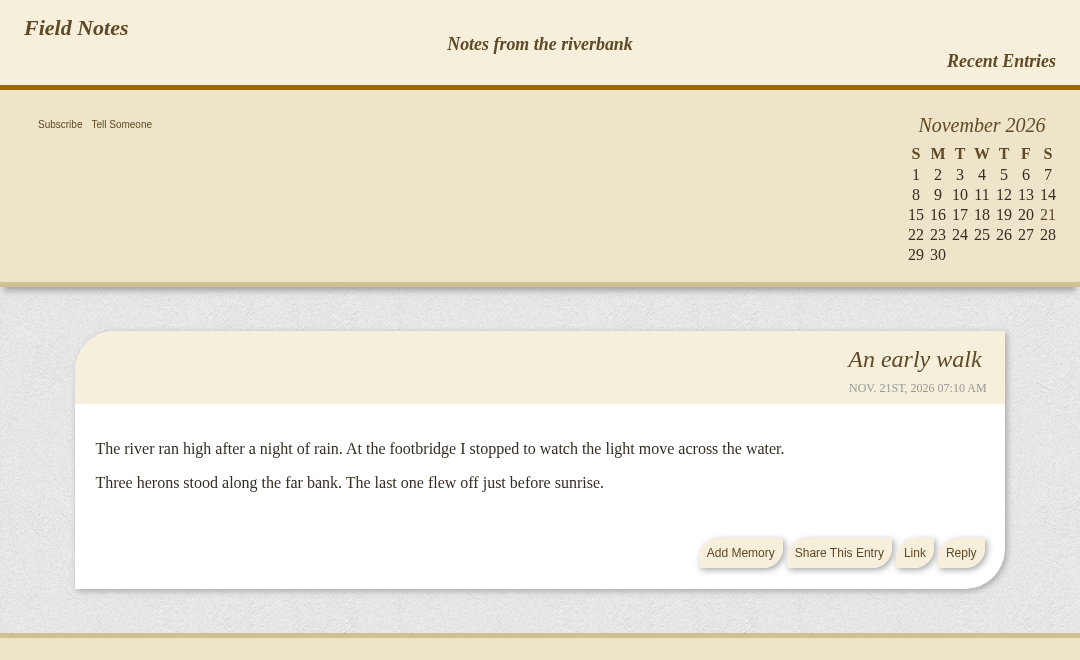 Field Notes
Notes from the riverbank
Recent Entries
Subscribe Tell Someone
November 2026
S M T W T F S
1 2 3 4 5 6 7
8 9 10 11 12 13 14
15 16 17 18 19 20 21
22 23 24 25 26 27 28
29 30
An early walk
NOV. 21ST, 2026 07:10 AM
The river ran high after a night of rain. At the footbridge I stopped to watch the light move across the water.
Three herons stood along the far bank. The last one flew off just before sunrise.
Add Memory Share This Entry Link Reply